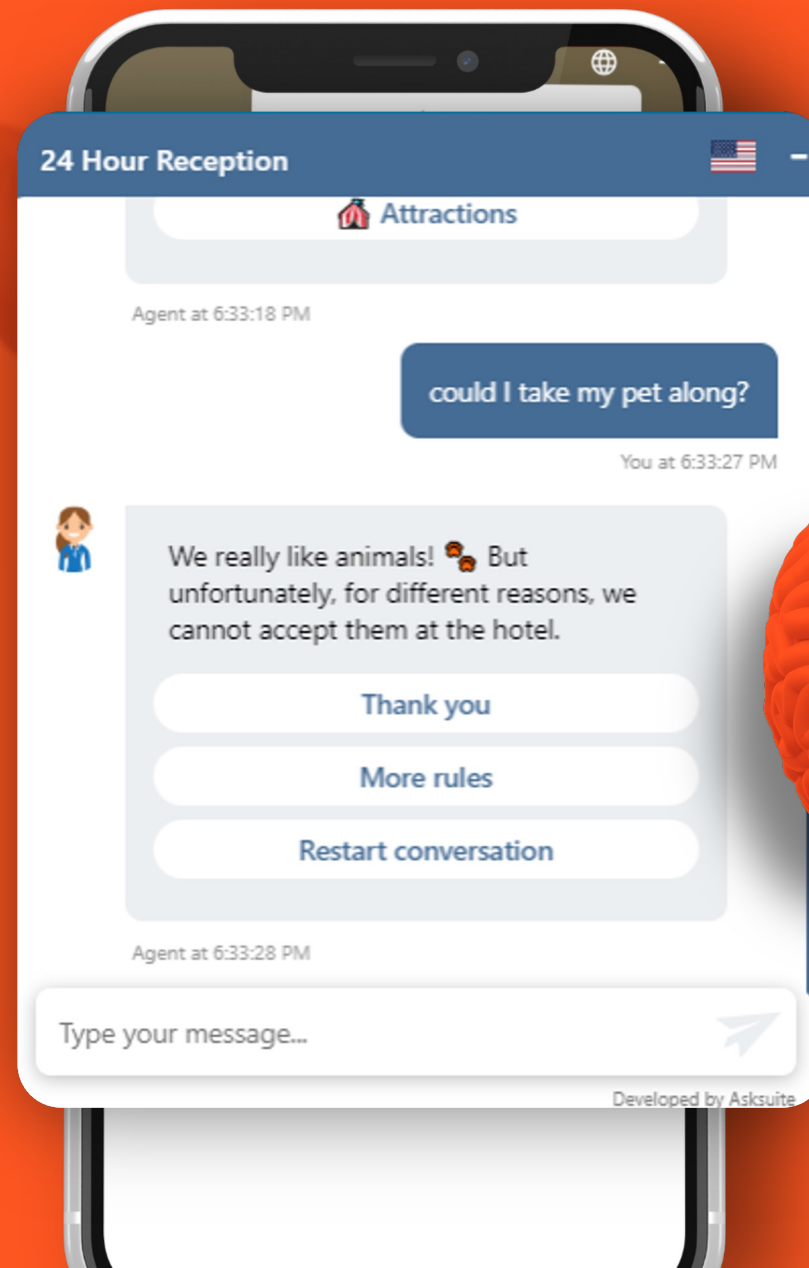 24 Hour Reception
Attractions
Agent at 6:33:18 PM
could I take my pet along?
You at 6:33:27 PM
We really like animals! 🐾 But
unfortunately, for different reasons, we
cannot accept them at the hotel.
Thank you
More rules
Restart conversation
Agent at 6:33:28 PM
Type your message...
Developed by Asksuite